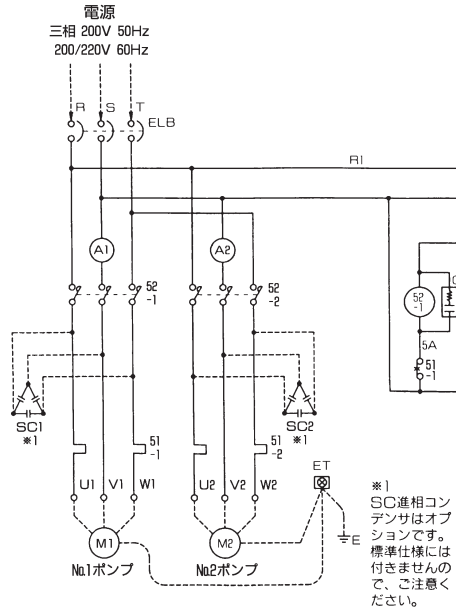 電源
三相 200V 50Hz
200/220V 60Hz
R S T
ELB
R1
A1 A2
52
-1
52
-2
52
-1
5A
51
-1
SC1
※1
SC2
※1
51
-1
51
-2
U1 V1 W1 U2 V2 W2
ET
E
M1 M2
No.1ポンプ No.2ポンプ
※1
SC進相コン
デンサはオプ
ションです。
標準仕様には
付きませんの
で、ご注意く
ださい。